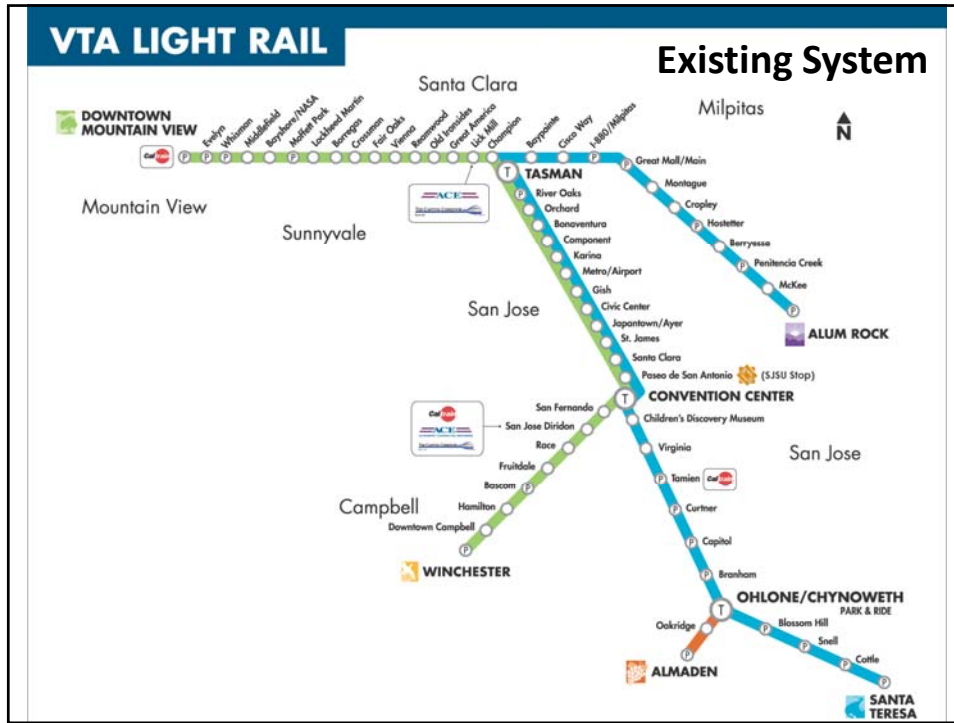 VTA LIGHT RAIL
Existing System
Santa Clara
Milpitas
DOWNTOWN
MOUNTAIN VIEW
Evelyn
Whisman
Middlefield
Bayshore/NASA
Moffett Park
Lockheed Martin
Borregas
Crossman
Fair Oaks
Vienna
Reamwood
Old Ironsides
Great America
Lick Mill
Champion
Baypointe
Cisco Way
I-880/Milpitas
N
Caltrain
P
P
P
P
P
P
Great Mall/Main
T
TASMAN
Montague
ACE
P
River Oaks
Cropley
Mountain View
Orchard
P
Hostetter
Sunnyvale
Bonaventura
Berryessa
Component
P
Penitencia Creek
Karina
McKee
Metro/Airport
P
Gish
San Jose
Civic Center
ALUM ROCK
Japantown/Ayer
St. James
Santa Clara
Paseo de San Antonio
(SJSU Stop)
T
CONVENTION CENTER
San Fernando
Children's Discovery Museum
Caltrain
ACE
San Jose Diridon
Race
Virginia
San Jose
Fruitdale
P
Tamien
Caltrain
Bascom
P
Campbell
Hamilton
P
Curtner
Downtown Campbell
P
Capitol
P
WINCHESTER
P
Branham
T
OHLONE/CHYNOWETH
PARK & RIDE
Oakridge
P
Blossom Hill
P
Snell
P
P
Cottle
ALMADEN
P
SANTA
TERESA